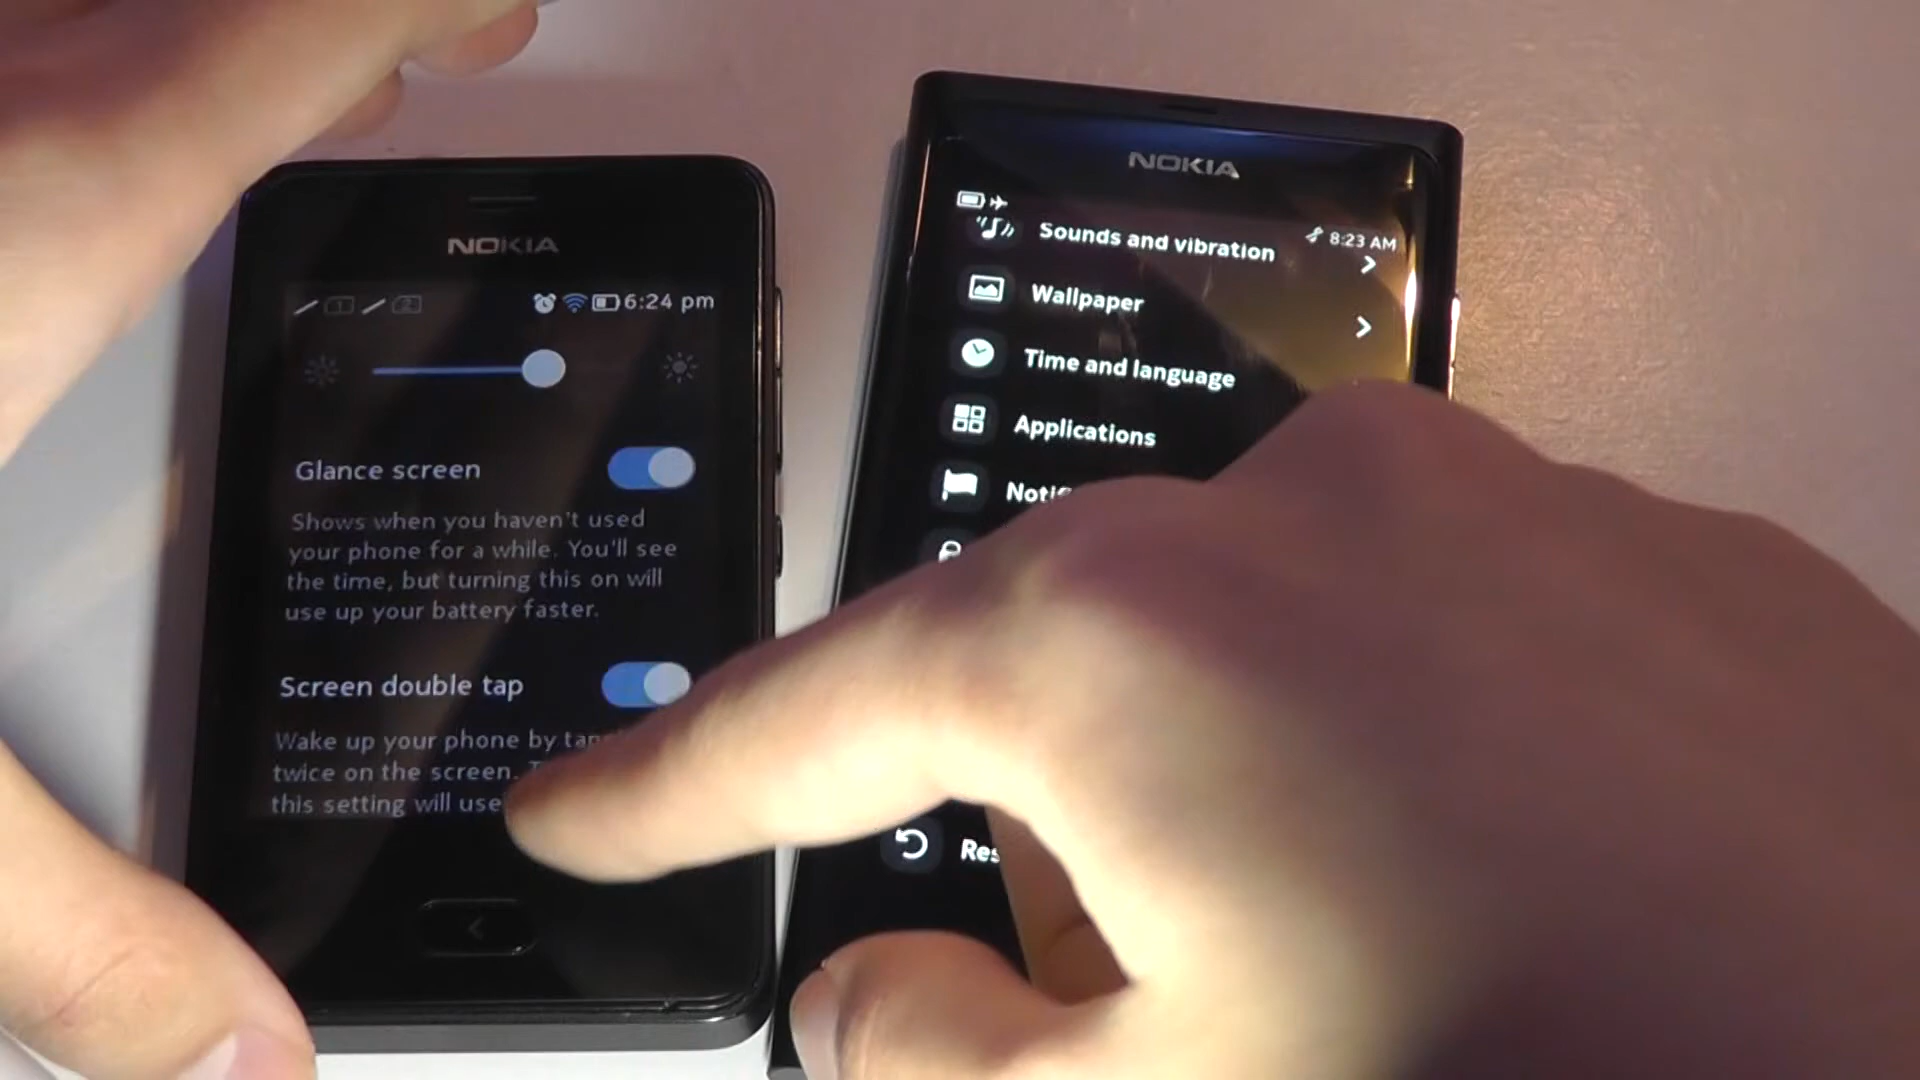 NOKIA
1 2 6:24 pm
Glance screen
Shows when you haven't used
your phone for a while. You'll see
the time, but turning this on will
use up your battery faster.
Screen double tap
Wake up your phone by
twice on the screen.
this setting will use
NOKIA
8:23 AM
Sounds and vibration
Wallpaper
Time and language
Applications